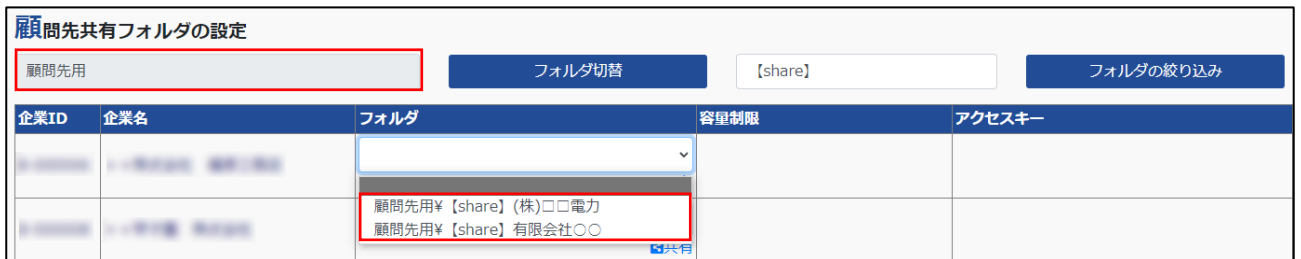 顧問先共有フォルダの設定
顧問先用 フォルダ切替 【share】 フォルダの絞り込み
企業ID 企業名 フォルダ 容量制限 アクセスキー
顧問先用¥【share】(株)□□電力
顧問先用¥【share】有限会社○○
共有